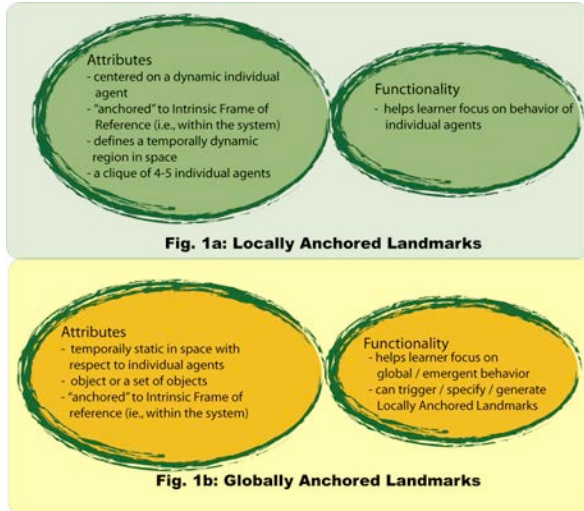 Attributes
- centered on a dynamic individual
agent
- "anchored" to Intrinsic Frame of
Reference (i.e., within the system)
- defines a temporally dynamic
region in space
- a clique of 4-5 individual agents
Functionality
- helps learner focus on behavior of
individual agents
Fig. 1a: Locally Anchored Landmarks
Attributes
- temporally static in space with
respect to individual agents
- object or a set of objects
- "anchored" to Intrinsic Frame of
reference (ie., within the system)
Functionality
- helps learner focus on
global / emergent behavior
- can trigger / specify / generate
Locally Anchored Landmarks
Fig. 1b: Globally Anchored Landmarks